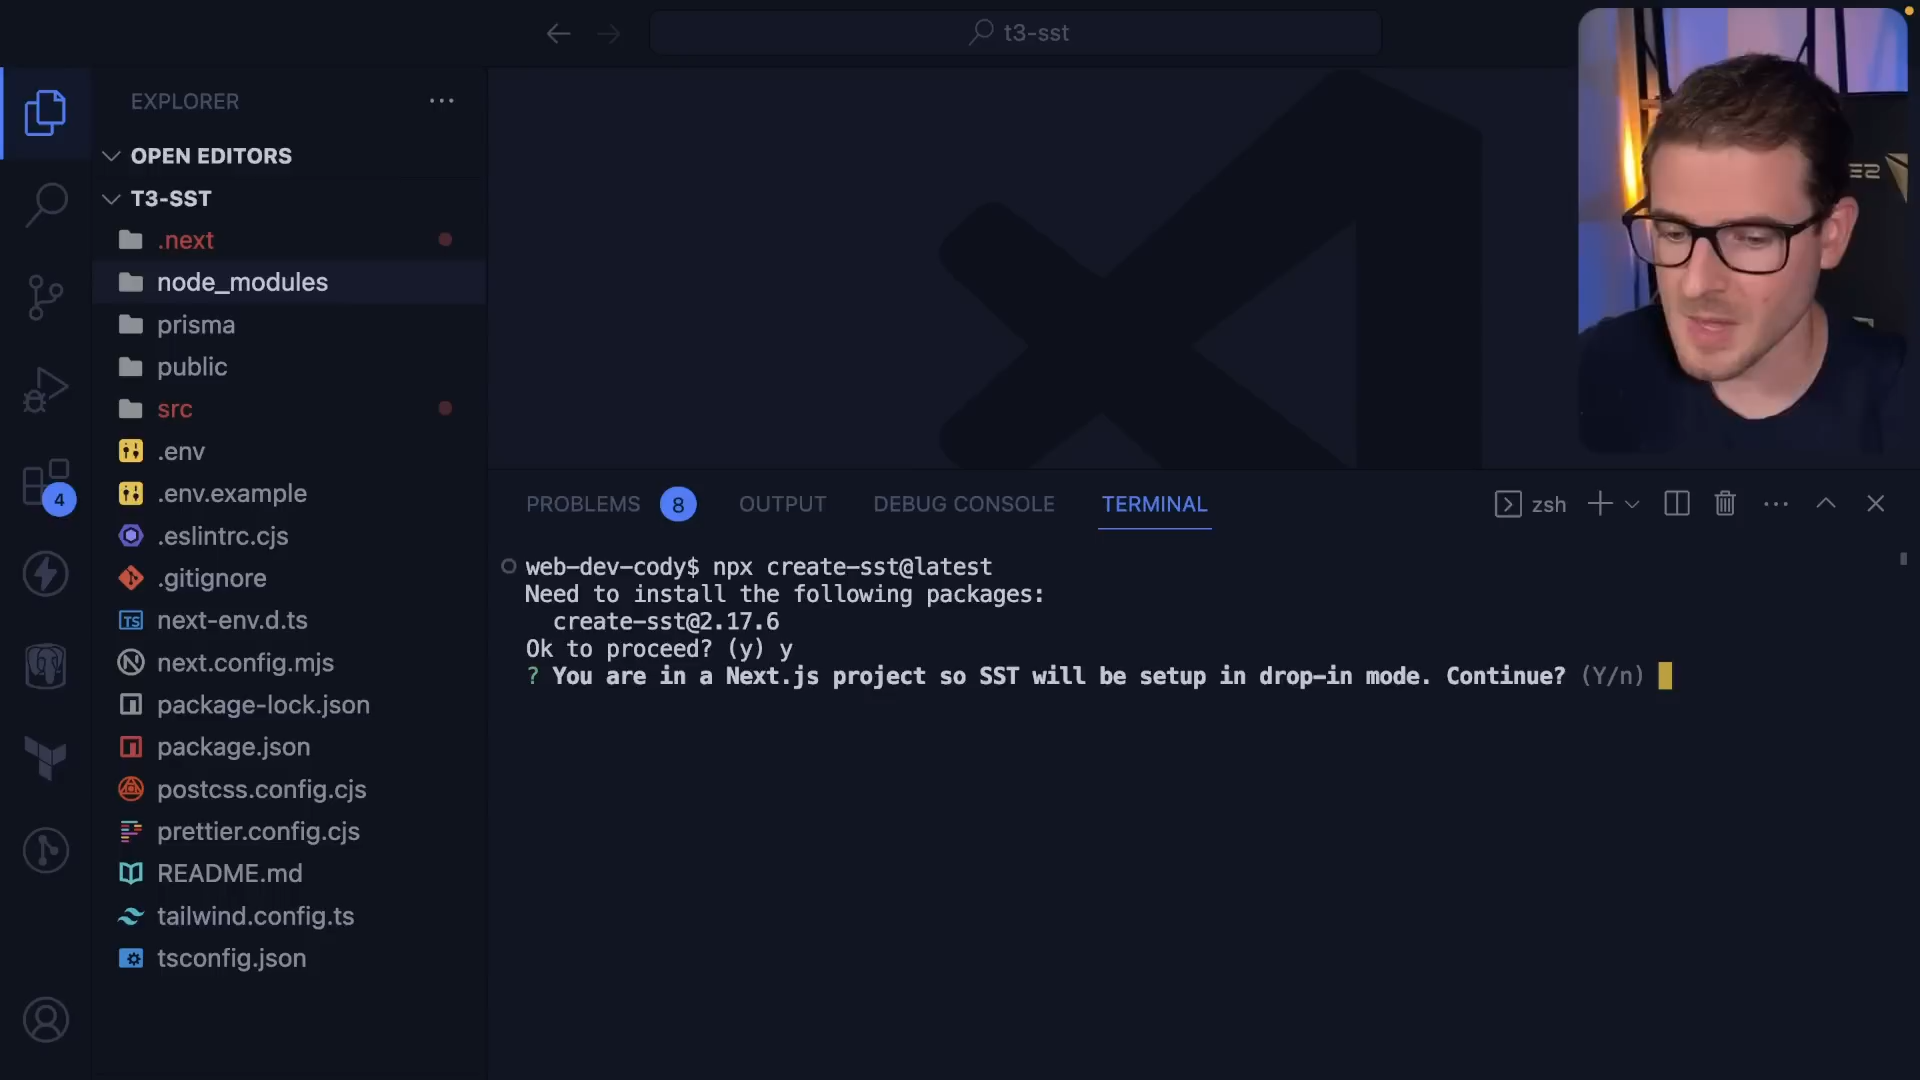 t3-sst
EXPLORER
OPEN EDITORS
T3-SST
.next
node_modules
prisma
public
src
.env
.env.example
.eslintrc.cjs
.gitignore
next-env.d.ts
next.config.mjs
package-lock.json
package.json
postcss.config.cjs
prettier.config.cjs
README.md
tailwind.config.ts
tsconfig.json
4
PROBLEMS 8 OUTPUT DEBUG CONSOLE TERMINAL
zsh
web-dev-cody$ npx create-sst@latest
Need to install the following packages:
create-sst@2.17.6
Ok to proceed? (y) y
? You are in a Next.js project so SST will be setup in drop-in mode. Continue? (Y/n)